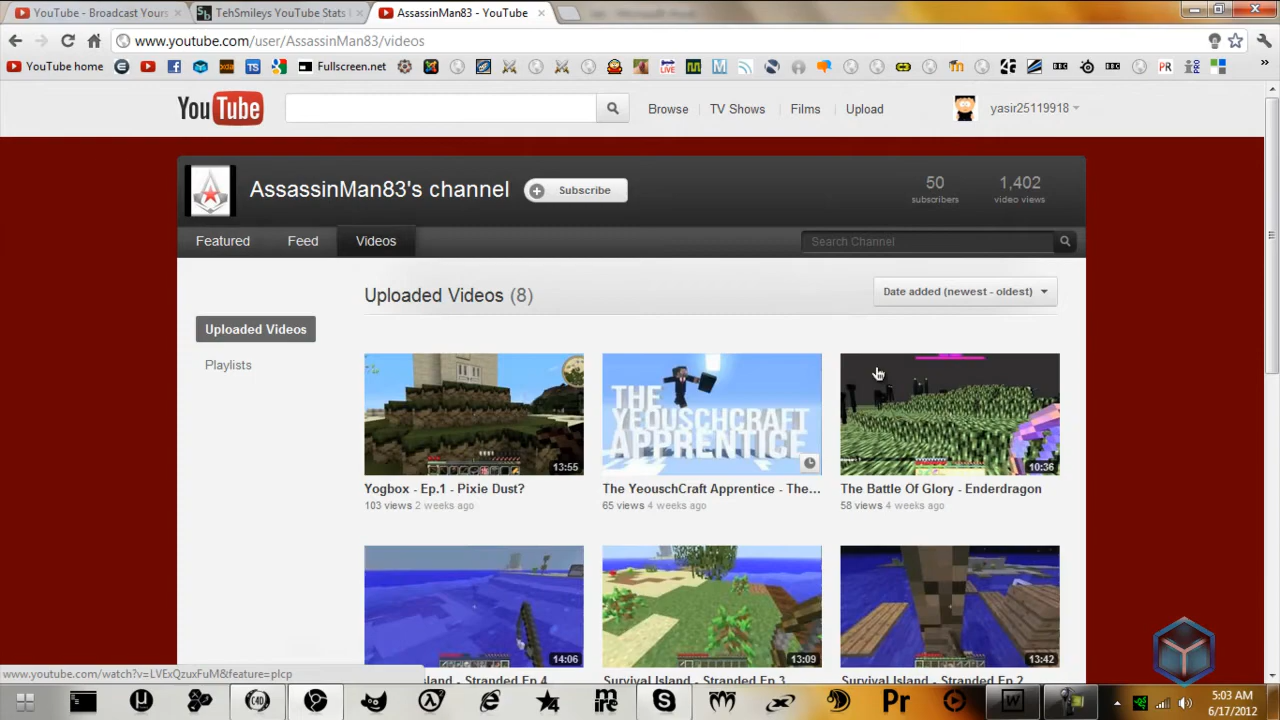 YouTube - Broadcast Yours
TehSmileys YouTube Stats
AssassinMan83 - YouTube
www.youtube.com/user/AssassinMan83/videos
YouTube home
Fullscreen.net
YouTube
Browse
TV Shows
Films
Upload
yasir25119918
AssassinMan83's channel
Subscribe
50
subscribers
1,402
video views
Featured
Feed
Videos
Search Channel
Uploaded Videos (8)
Date added (newest - oldest)
Uploaded Videos
Playlists
THE
YEOUSCHCRAFT
APPRENTICE
13:55
10:36
Yogbox - Ep.1 - Pixie Dust?
The YeouschCraft Apprentice - The...
The Battle Of Glory - Enderdragon
103 views 2 weeks ago
65 views 4 weeks ago
58 views 4 weeks ago
14:06
13:09
13:42
Island - Stranded Ep.4
Survival Island - Stranded Ep.3
Survival Island - Stranded Ep.2
www.youtube.com/watch?v=LVExQzuxFuM&feature=plcp
5:03 AM
6/17/2012